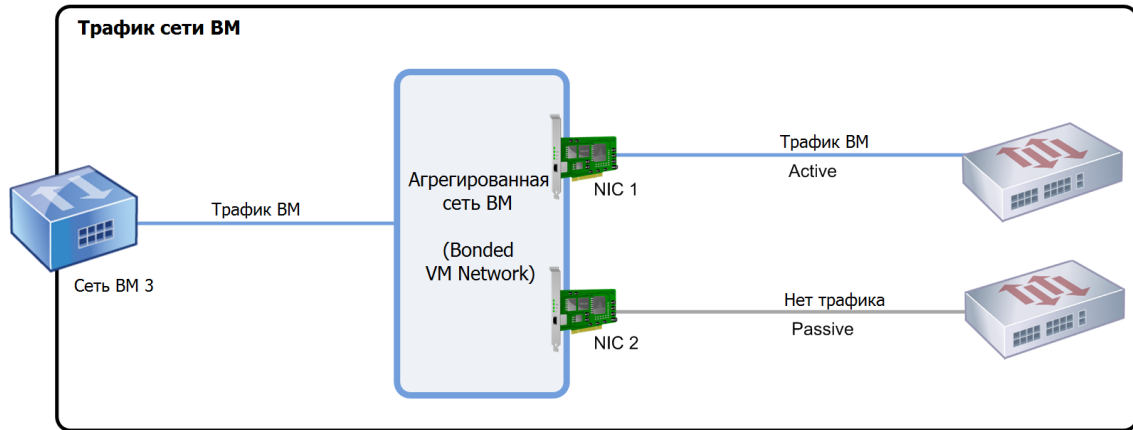 Трафик сети ВМ
Трафик ВМ
Active
NIC 1
Агрегированная
сеть ВМ
(Bonded
VM Network)
Трафик ВМ
Сеть ВМ 3
Нет трафика
Passive
NIC 2